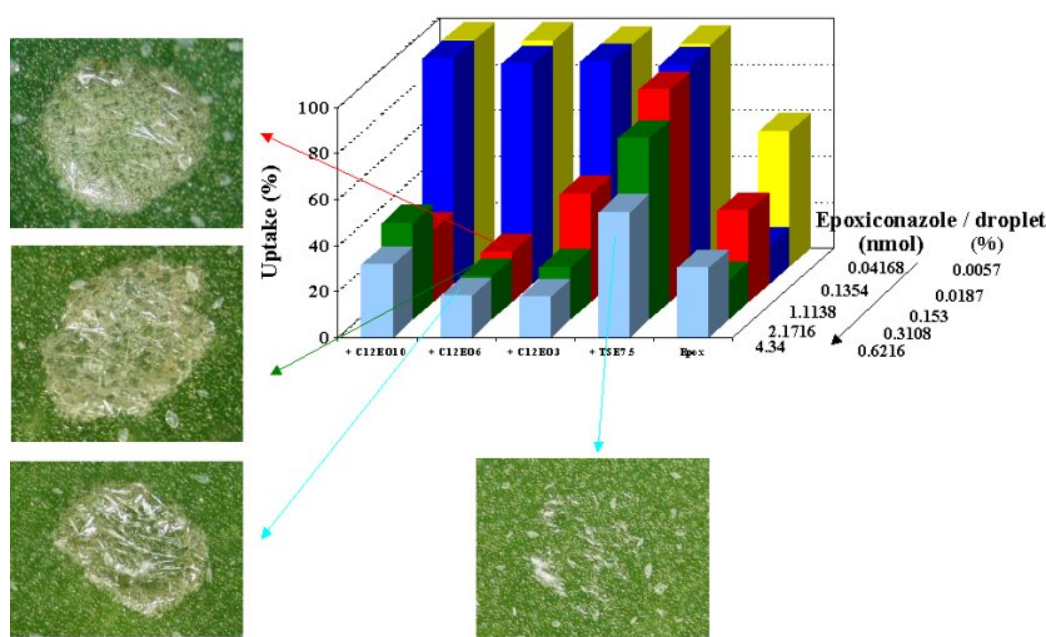 100
80
60
40
20
0
Uptake (%)
+ C12EO10
+ C12EO6
+ C12EO3
+ TSE75
Epox
Epoxiconazole / droplet
(nmol) (%)
0.04168 0.0057
0.1354 0.0187
1.1138 0.153
2.1716 0.3108
4.34 0.6216